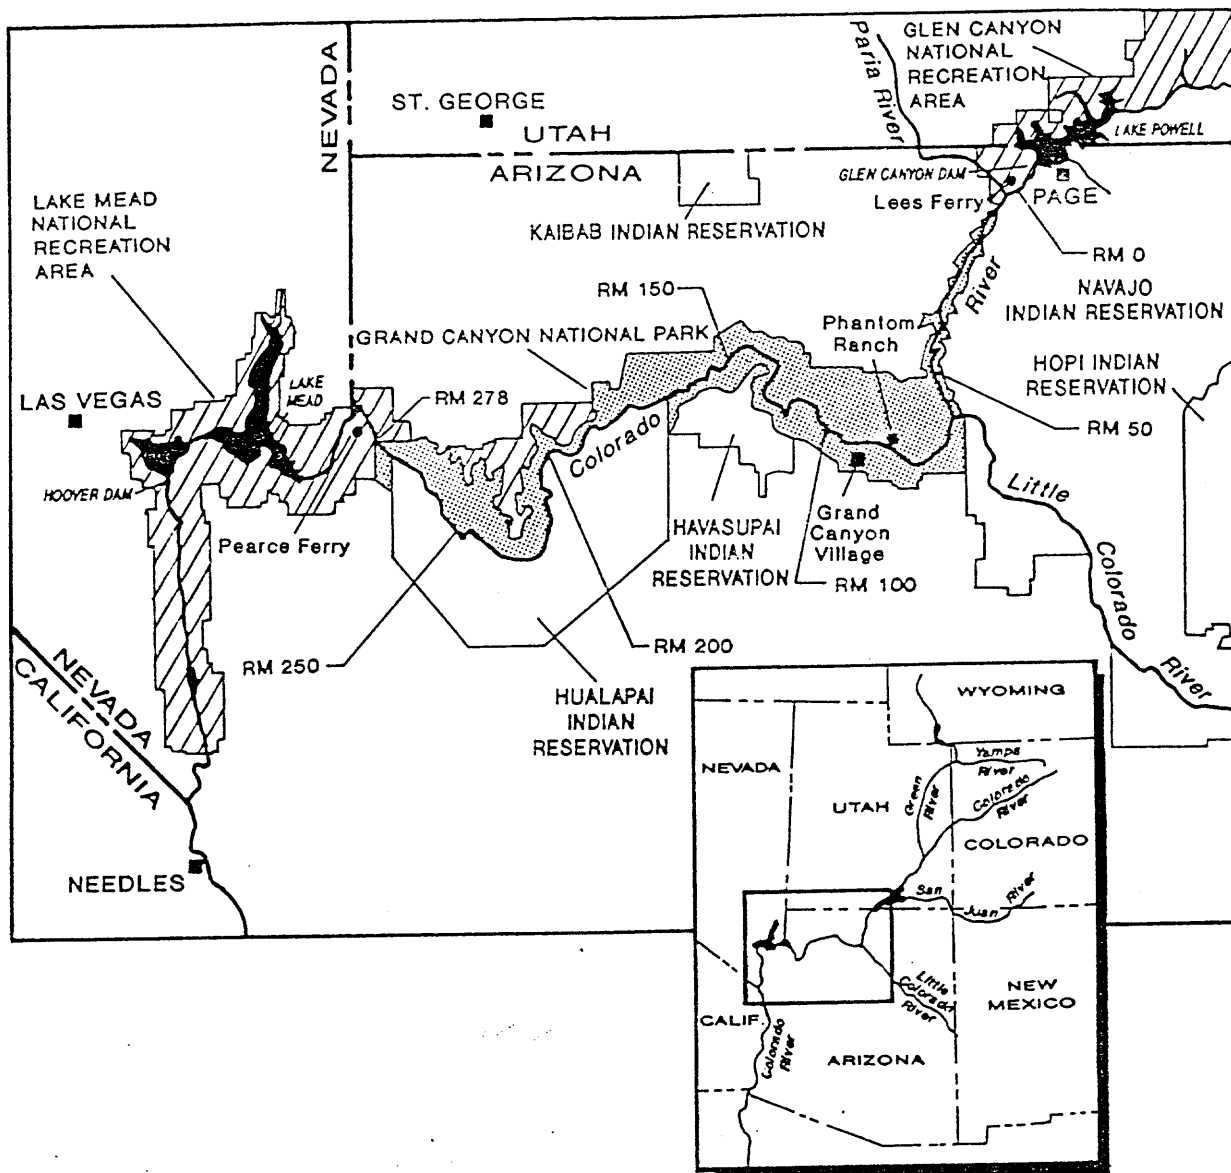 GLEN CANYON
NATIONAL
RECREATION
AREA
Paria River
NEVADA
ST. GEORGE
UTAH
ARIZONA
LAKE POWELL
GLEN CANYON DAM
Lees Ferry
PAGE
LAKE MEAD
NATIONAL
RECREATION
AREA
KAIBAB INDIAN RESERVATION
RM 0
River
NAVAJO
INDIAN RESERVATION
RM 150
GRAND CANYON NATIONAL PARK
Phantom
Ranch
HOPI INDIAN
RESERVATION
LAKE
MEAD
LAS VEGAS
RM 278
RM 50
Colorado
HOOVER DAM
Pearce Ferry
Little
Colorado
River
HAVASUPAI
INDIAN
RESERVATION
Grand
Canyon
Village
RM 100
RM 250
RM 200
HUALAPAI
INDIAN
RESERVATION
NEVADA
CALIFORNIA
NEEDLES
WYOMING
NEVADA
UTAH
Green
River
Yampa
River
Colorado
River
COLORADO
San
Juan
River
Little
Colorado
River
NEW
MEXICO
CALIF.
Colorado
River
ARIZONA